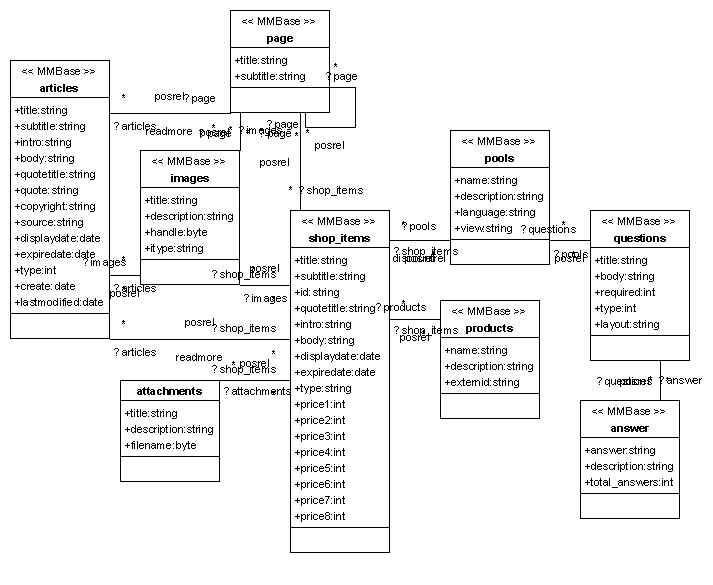 << MMBase >>
page
+title:string
+subtitle:string
*
? page
<< MMBase >>
articles
+title:string
+subtitle:string
+intro:string
+body:string
+quotetitle:string
+quote:string
+copyright:string
+source:string
+displaydate:date
+expiredate:date
+type:int
+create:date
+lastmodified:date
*
posrel
? page
? articles
readmore
posrel
? page
*
? images
? page
? page
*
posrel
posrel
* ? shop_items
<< MMBase >>
images
+title:string
+description:string
+handle:byte
+itype:string
*
? images
posrel
? articles
*
? shop_items
posrel
? images
<< MMBase >>
pools
+name:string
+description:string
+language:string
+view:string
<< MMBase >>
shop_items
+title:string
+subtitle:string
+id:string
+quotetitle:string
+intro:string
+body:string
+displaydate:date
+expiredate:date
+type:string
+price1:int
+price2:int
+price3:int
+price4:int
+price5:int
+price6:int
+price7:int
+price8:int
*
? pools
? shop_items
posrel
*
? questions
? pools
posrel
<< MMBase >>
questions
+title:string
+body:string
+required:int
+type:int
+layout:string
*
? products
? shop_items
posrel
<< MMBase >>
products
+name:string
+description:string
+externid:string
*
posrel
? shop_items
? articles
readmore
* posrel
*
? shop_items
? attachments
attachments
+title:string
+description:string
+filename:byte
? questions
posrel
*
? answer
<< MMBase >>
answer
+answer:string
+description:string
+total_answers:int